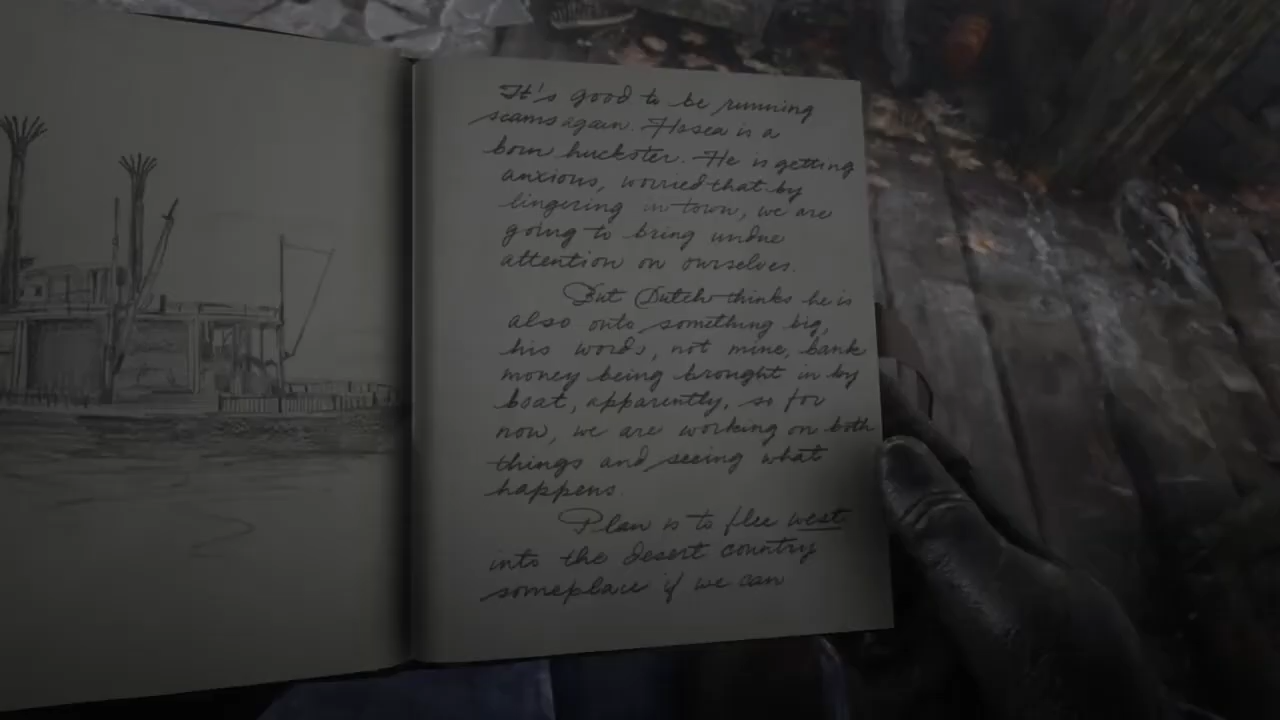 It's good to be running
scams again. Hosea is a
born huckster. He is getting
anxious, worried that by
lingering in town, we are
going to bring undue
attention on ourselves.
But Dutch thinks he is
also onto something big,
his words, not mine, bank
money being brought in by
boat, apparently, so for
now, we are working on both
things and seeing what
happens.
Plan is to flee west
into the desert country
someplace if we can